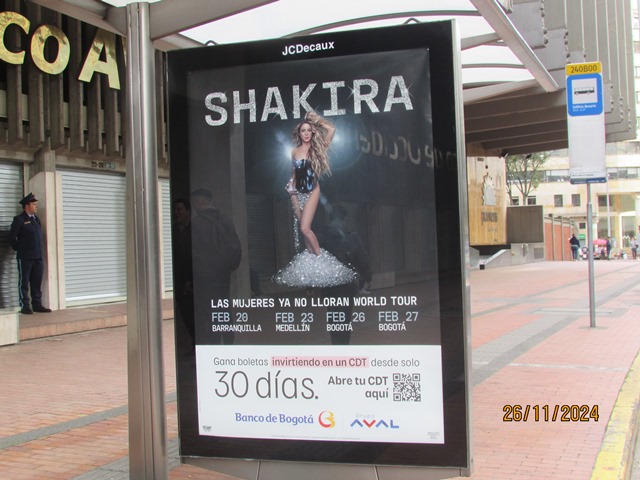 CO A
JCDecaux
SHAKIRA
LAS MUJERES YA NO LLORAN WORLD TOUR
FEB 20 FEB 23 FEB 26 FEB 27
BARRANQUILLA MEDELLÍN BOGOTÁ BOGOTÁ
Gana boletas invirtiendo en un CDT desde solo
30 días. Abre tu CDT
aquí
Banco de Bogotá Grupo
AVAL
240B00
26/11/2024